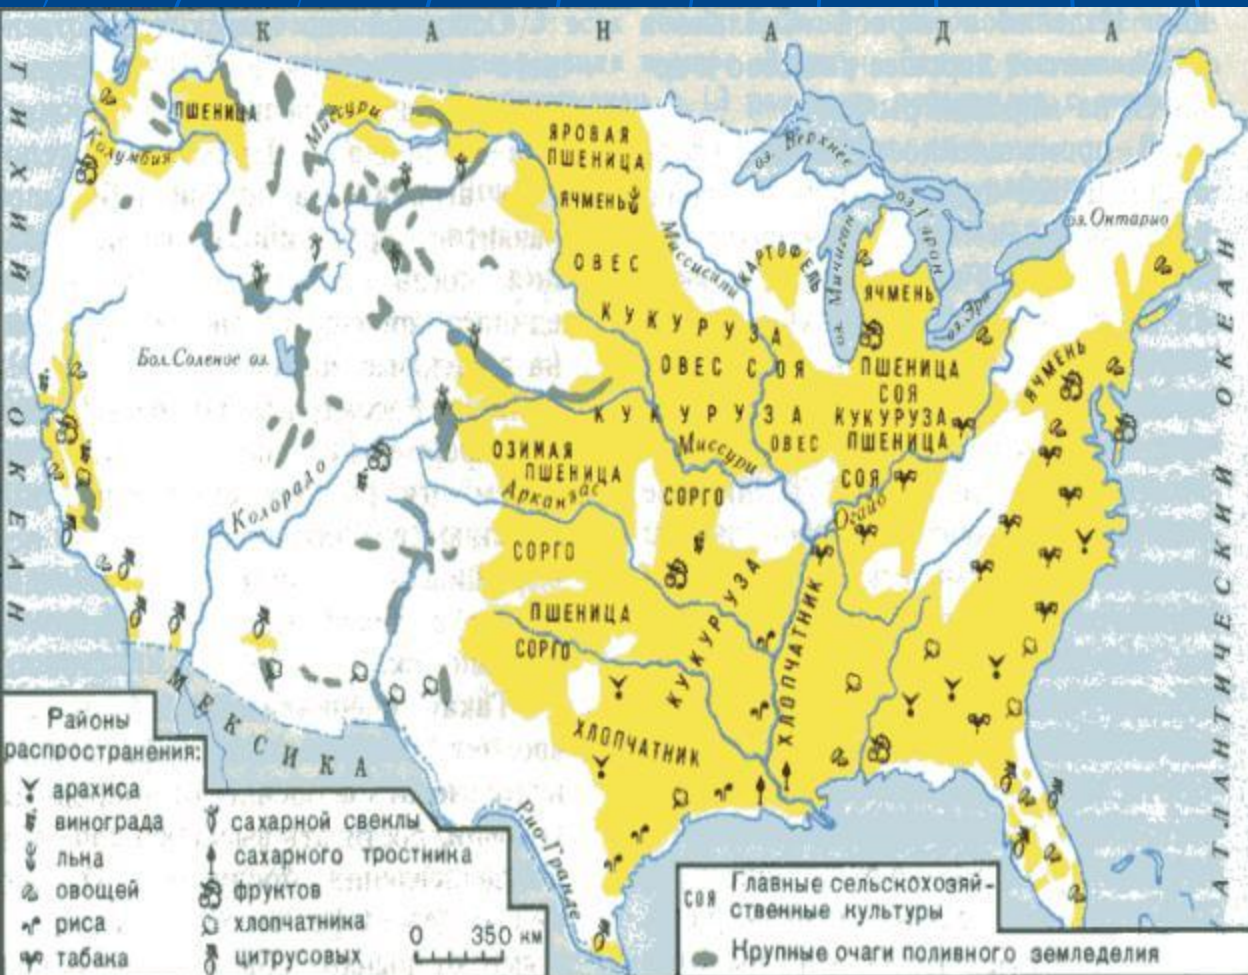 КАНАДА
ТИХИЙ ОКЕАН
АТЛАНТИЧЕСКИЙ ОКЕАН
МЕКСИКА
Колумбия
ПШЕНИЦА
Миссури
ЯРОВАЯ
ПШЕНИЦА
ЯЧМЕНЬ
ОВЕС
Миссисипи
КАРТОФЕЛЬ
оз. Верхнее
оз. Мичиган
оз. Гурон
оз. Эри
оз. Онтарио
ЯЧМЕНЬ
КУКУРУЗА
ОВЕС СОЯ
КУКУРУЗА
ОВЕС
ПШЕНИЦА
СОЯ
КУКУРУЗА
ПШЕНИЦА
СОЯ
ЯЧМЕНЬ
Бол. Соленое оз.
Колорадо
ОЗИМАЯ
ПШЕНИЦА
Арканзас
Миссури
СОРГО
Огайо
СОРГО
ПШЕНИЦА
СОРГО
КУКУРУЗА
ХЛОПЧАТНИК
ХЛОПЧАТНИК
Рио-Гранде
Районы
распространения:
арахиса
винограда
льна
овощей
риса
табака
сахарной свеклы
сахарного тростника
фруктов
хлопчатника
цитрусовых
0 350 км
СОЯ Главные сельскохозяй-
ственные культуры
Крупные очаги поливного земледелия